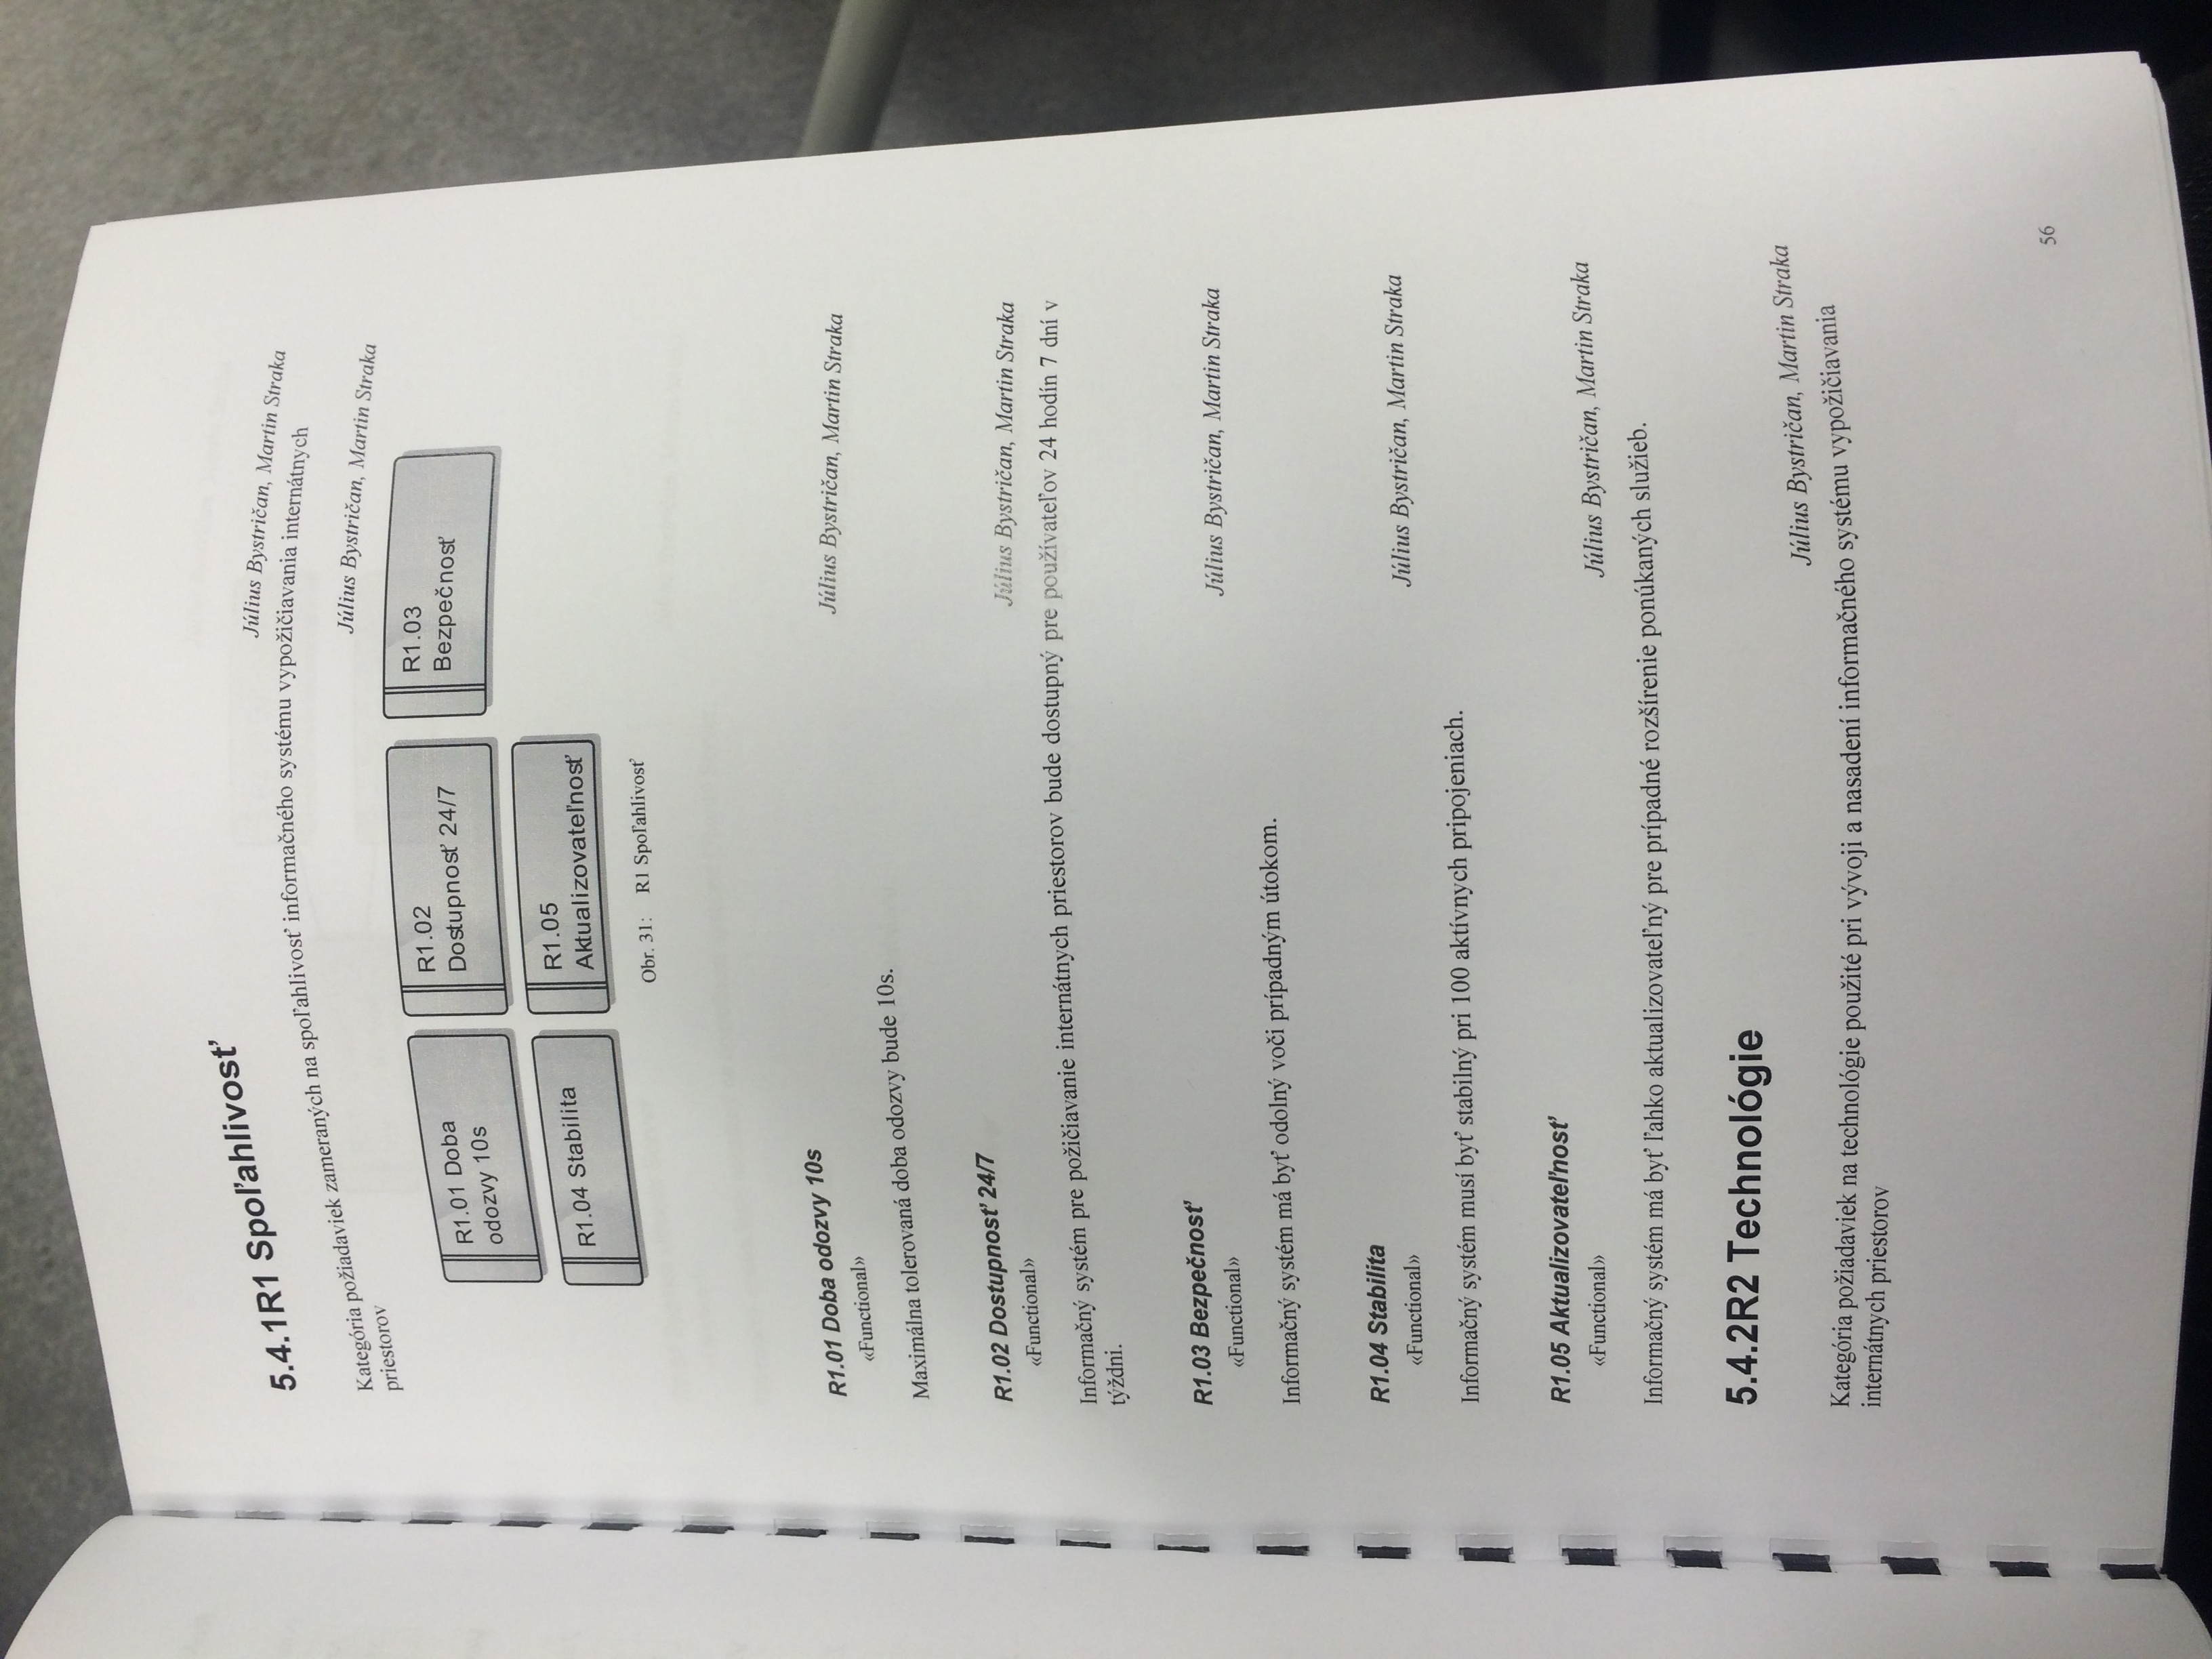 5.4.1R1 Spoľahlivosť
Július Bystričan, Martin Straka
Kategória požiadaviek zameraných na spoľahlivosť informačného systému vypožičiavania internátnych
priestorov
Július Bystričan, Martin Straka
R1.01 Doba
odozvy 10s
R1.02
Dostupnosť 24/7
R1.03
Bezpečnosť
R1.04 Stabilita
R1.05
Aktualizovateľnosť
Obr. 31: R1 Spoľahlivosť
R1.01 Doba odozvy 10s
Július Bystričan, Martin Straka
«Functional»
Maximálna tolerovaná doba odozvy bude 10s.
R1.02 Dostupnosť 24/7
Július Bystričan, Martin Straka
«Functional»
Informačný systém pre požičiavanie internátnych priestorov bude dostupný pre používateľov 24 hodín 7 dní v
týždni.
R1.03 Bezpečnosť
Július Bystričan, Martin Straka
«Functional»
Informačný systém má byť odolný voči prípadným útokom.
R1.04 Stabilita
Július Bystričan, Martin Straka
«Functional»
Informačný systém musí byť stabilný pri 100 aktívnych pripojeniach.
R1.05 Aktualizovateľnosť
Július Bystričan, Martin Straka
«Functional»
Informačný systém má byť ľahko aktualizovateľný pre prípadné rozšírenie ponúkaných služieb.
5.4.2R2 Technológie
Július Bystričan, Martin Straka
Kategória požiadaviek na technológie použité pri vývoji a nasadení informačného systému vypožičiavania
internátnych priestorov
56